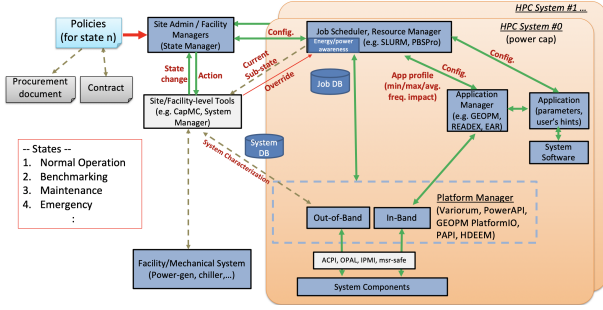 HPC System #1 ...
HPC System #0
(power cap)
Policies
(for state n)
Site Admin / Facility
Managers
(State Manager)
Config.
Job Scheduler, Resource Manager
(e.g. SLURM, PBSPro)
Energy/power
awareness
Procurement
document
Contract
State
change
Action
Current
Sub-state
Override
Job DB
App profile
(min/max/avg.
freq. impact)
Config.
Config.
Site/Facility-level Tools
(e.g. CapMC, System
Manager)
Application
Manager
(e.g. GEOPM,
READEX, EAR)
Application
(parameters,
user's hints)
System
DB
System Software
System Characterization
-- States --
1. Normal Operation
2. Benchmarking
3. Maintenance
4. Emergency
:
Out-of-Band
In-Band
Platform Manager
(Variorum, PowerAPI,
GEOPM PlatformIO,
PAPI, HDEEM)
Facility/Mechanical System
(Power-gen, chiller,...)
ACPI, OPAL, IPMI, msr-safe
System Components